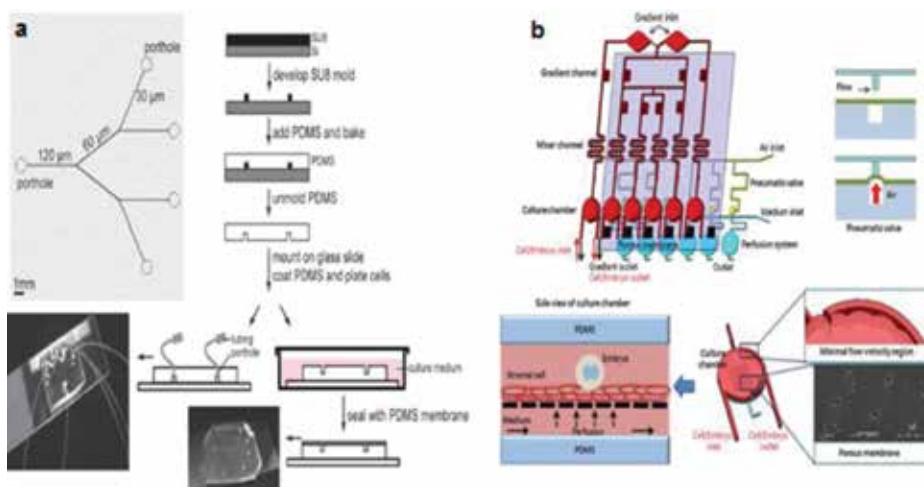 a
porthole
30 µm
60 µm
120 µm
porthole
1mm
SU8
Si
develop SU8 mold
add PDMS and bake
PDMS
unmold PDMS
mount on glass slide
coat PDMS and plate cells
tubing
porthole
culture medium
seal with PDMS membrane
b
Gradient inlet
Gradient channel
Mixer channel
Air inlet
Pneumatic valve
Culture chamber
Medium inlet
Cell/Embryo inlet
Porous membrane
Perfusion system
Gradient outlet
Cell/Embryo outlet
Outlet
Flow
Air
Pneumatic valve
Side view of culture chamber
PDMS
Embryo
Stromal cell
Medium
Perfusion
PDMS
Culture
chamber
Cell/Embryo
inlet
Cell/Embryo
outlet
Minimal flow velocity region
Porous membrane